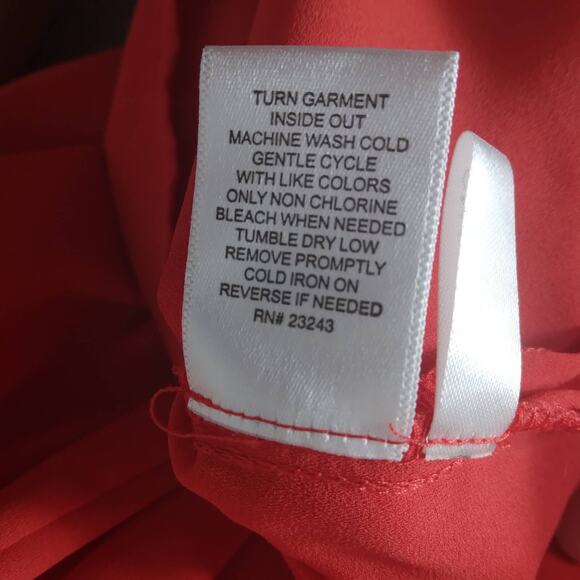 TURN GARMENT
INSIDE OUT
MACHINE WASH COLD
GENTLE CYCLE
WITH LIKE COLORS
ONLY NON CHLORINE
BLEACH WHEN NEEDED
TUMBLE DRY LOW
REMOVE PROMPTLY
COLD IRON ON
REVERSE IF NEEDED
RN# 23243